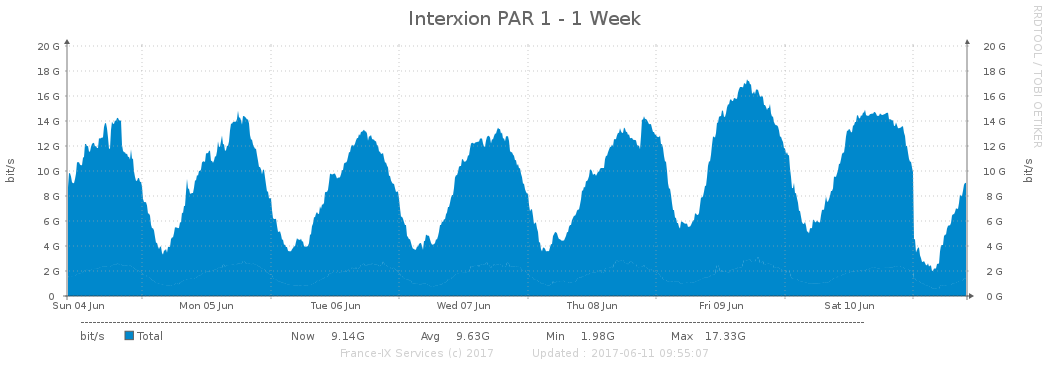 Interxion PAR 1 - 1 Week
RRDTOOL / TOBI OETIKER
20 G 20 G
18 G 18 G
16 G 16 G
14 G 14 G
12 G 12 G
10 G 10 G
8 G 8 G
6 G 6 G
4 G 4 G
2 G 2 G
0 0 G
bit/s
bit/s
Sun 04 Jun Mon 05 Jun Tue 06 Jun Wed 07 Jun Thu 08 Jun Fri 09 Jun Sat 10 Jun
bit/s Total Now 9.14G Avg 9.63G Min 1.98G Max 17.33G
France-IX Services (c) 2017 Updated : 2017-06-11 09:55:07